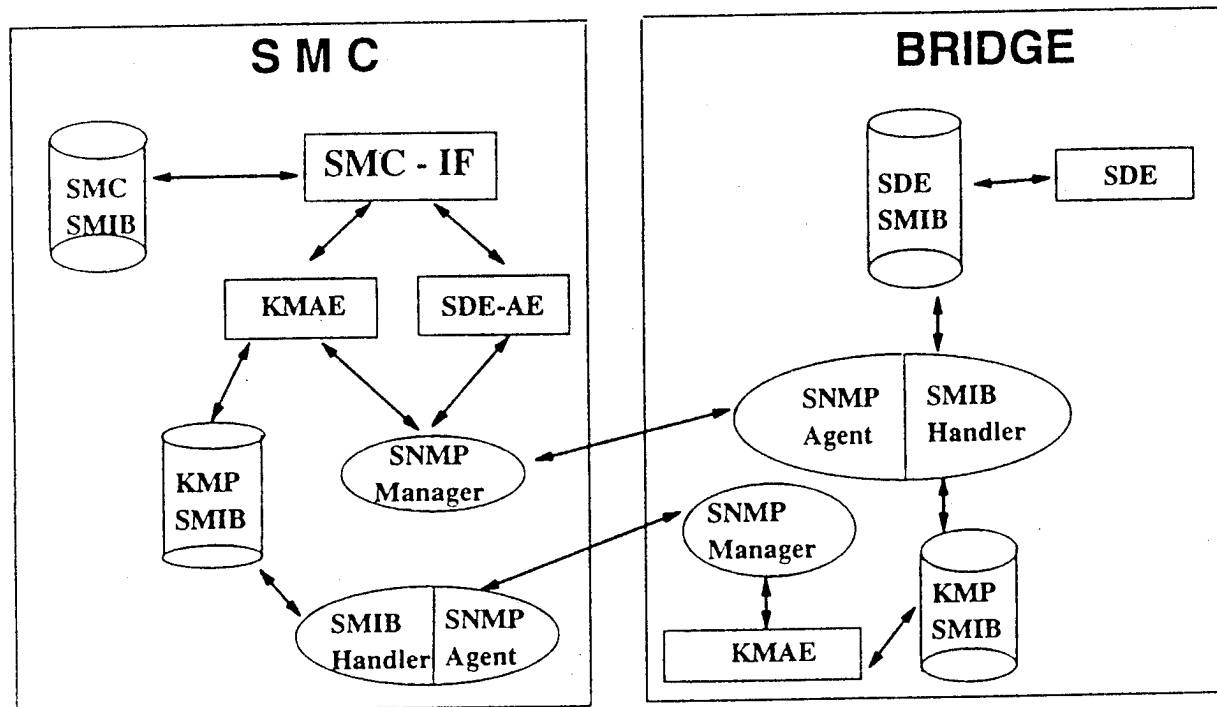 S M C
SMC - IF
SMC
SMIB
KMAE
SDE-AE
KMP
SMIB
SNMP
Manager
SMIB
Handler
SNMP
Agent
BRIDGE
SDE
SMIB
SDE
SNMP
Agent
SMIB
Handler
SNMP
Manager
KMP
SMIB
KMAE